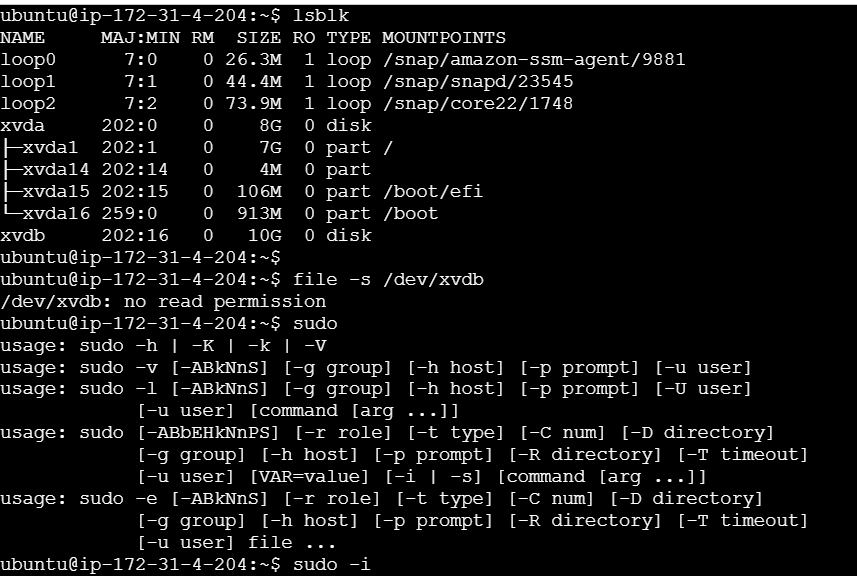 ubuntu@ip-172-31-4-204:~$ lsblk
NAME     MAJ:MIN RM  SIZE RO TYPE MOUNTPOINTS
loop0      7:0    0 26.3M  1 loop /snap/amazon-ssm-agent/9881
loop1      7:1    0 44.4M  1 loop /snap/snapd/23545
loop2      7:2    0 73.9M  1 loop /snap/core22/1748
xvda     202:0    0    8G  0 disk
├─xvda1  202:1    0    7G  0 part /
├─xvda14 202:14   0    4M  0 part
├─xvda15 202:15   0  106M  0 part /boot/efi
└─xvda16 259:0    0  913M  0 part /boot
xvdb     202:16   0   10G  0 disk
ubuntu@ip-172-31-4-204:~$
ubuntu@ip-172-31-4-204:~$ file -s /dev/xvdb
/dev/xvdb: no read permission
ubuntu@ip-172-31-4-204:~$ sudo
usage: sudo -h | -K | -k | -V
usage: sudo -v [-ABkNnS] [-g group] [-h host] [-p prompt] [-u user]
usage: sudo -l [-ABkNnS] [-g group] [-h host] [-p prompt] [-U user]
            [-u user] [command [arg ...]]
usage: sudo [-ABbEHkNnPS] [-r role] [-t type] [-C num] [-D directory]
            [-g group] [-h host] [-p prompt] [-R directory] [-T timeout]
            [-u user] [VAR=value] [-i | -s] [command [arg ...]]
usage: sudo -e [-ABkNnS] [-r role] [-t type] [-C num] [-D directory]
            [-g group] [-h host] [-p prompt] [-R directory] [-T timeout]
            [-u user] file ...
ubuntu@ip-172-31-4-204:~$ sudo -i